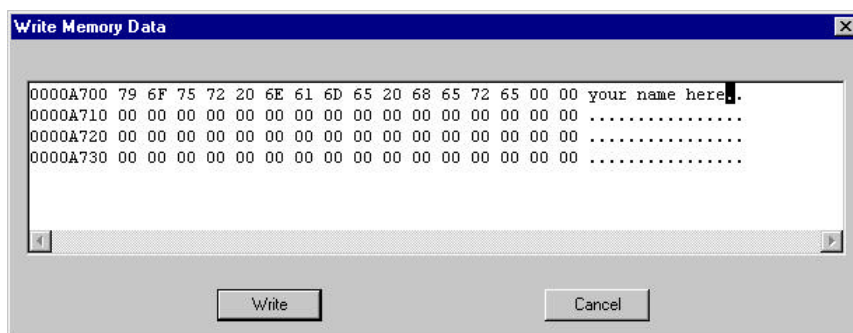 Write Memory Data
0000A700 79 6F 75 72 20 6E 61 6D 65 20 68 65 72 65 00 00 your name here..
0000A710 00 00 00 00 00 00 00 00 00 00 00 00 00 00 00 00 ................
0000A720 00 00 00 00 00 00 00 00 00 00 00 00 00 00 00 00 ................
0000A730 00 00 00 00 00 00 00 00 00 00 00 00 00 00 00 00 ................
Write Cancel